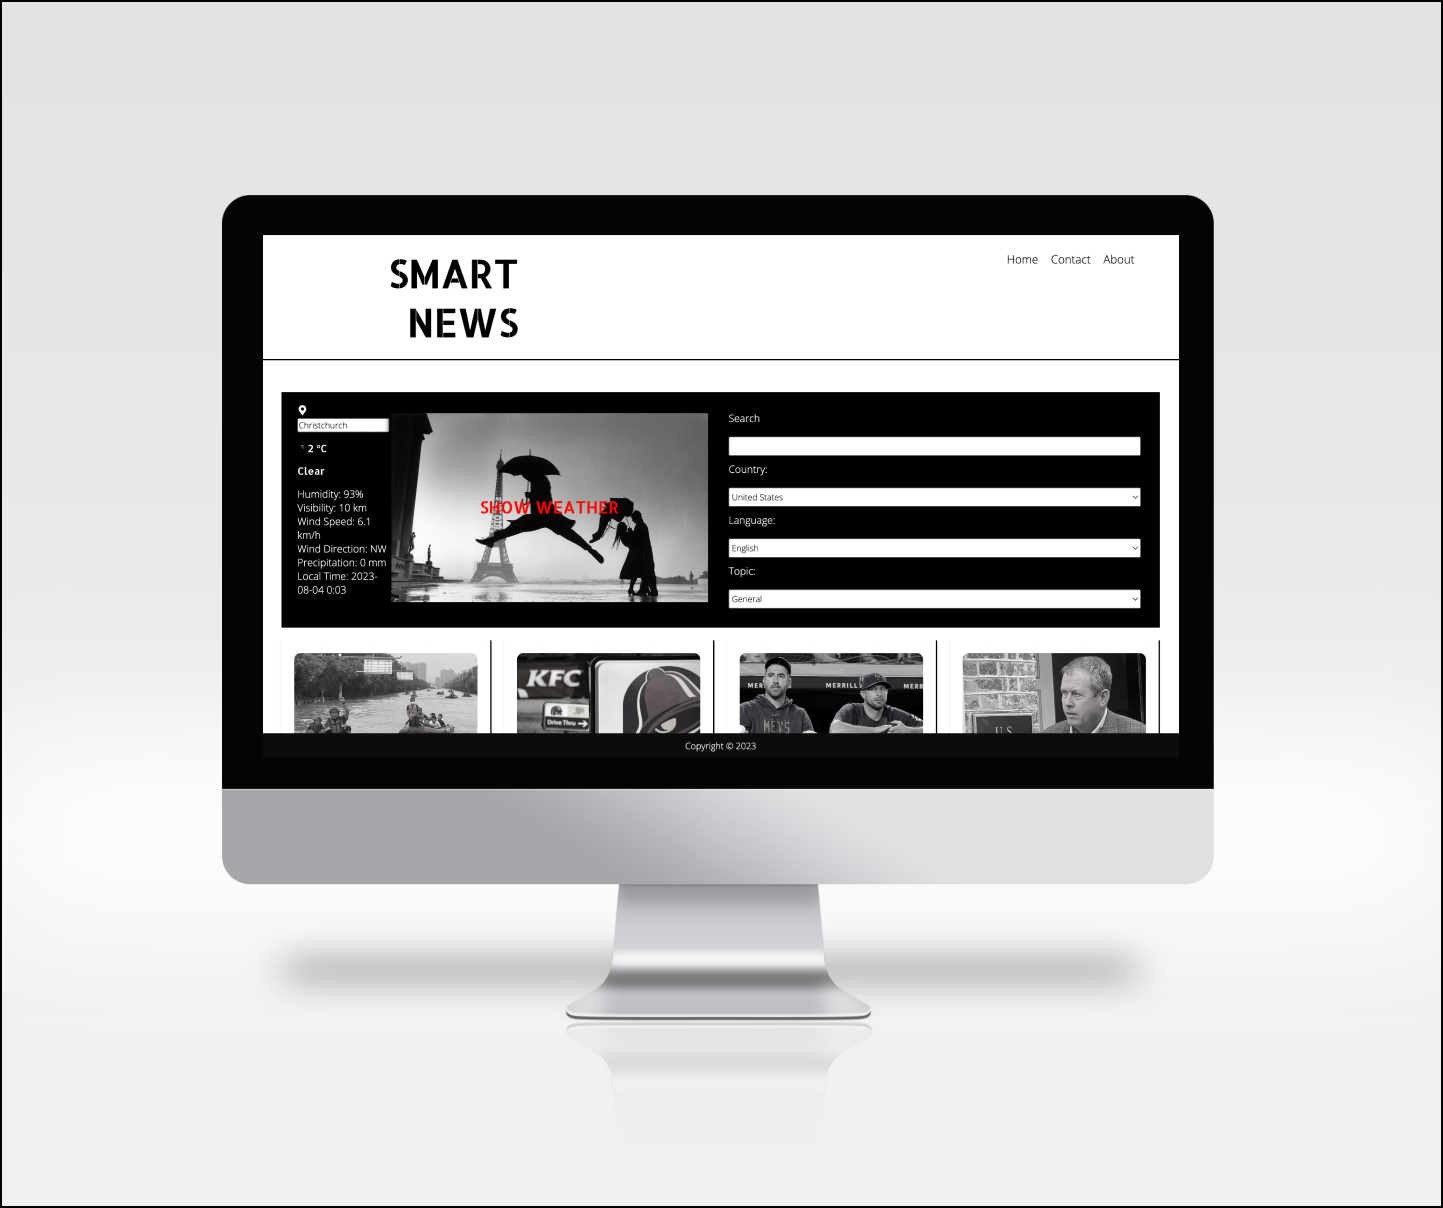 SMART
NEWS
Home Contact About
Christchurch
°C 2 °C
Clear
Humidity: 93%
Visibility: 10 km
Wind Speed: 6.1
km/h
Wind Direction: NW
Precipitation: 0 mm
Local Time: 2023-
08-04 0:03
SHOW WEATHER
Search
Country:
United States
Language:
English
Topic:
General
KFC
Drive Thru
MERRILL
MERR
METS
U.S.
Copyright © 2023